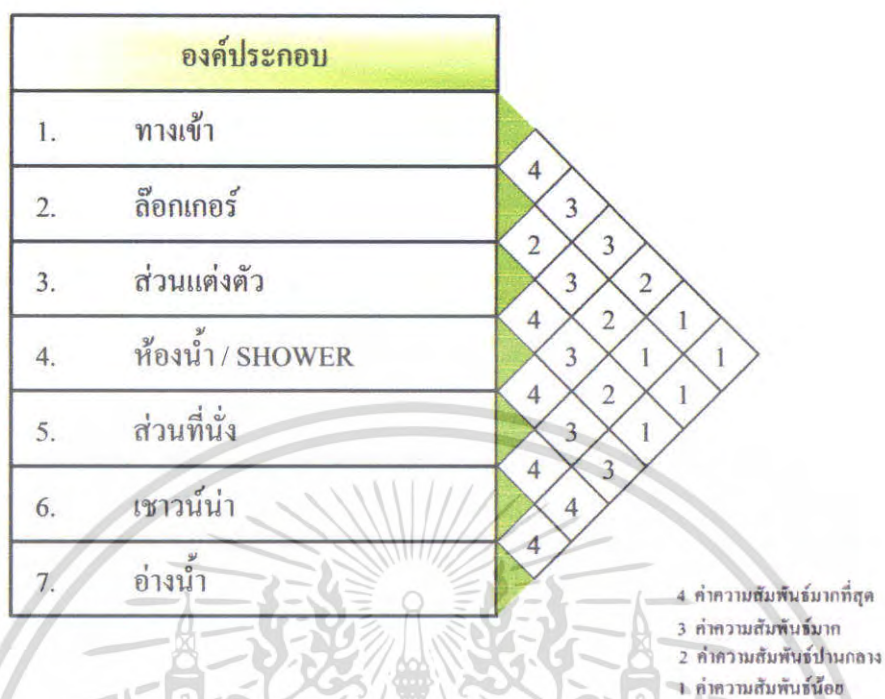 องค์ประกอบ
1. ทางเข้า
4
2. ล๊อกเกอร์ 3
2 3
3. ส่วนแต่งตัว 3 2
4 2 1
4. ห้องน้ำ / SHOWER 3 1 1
4 2 1
5. ส่วนที่นั่ง 3 1
4 3
6. เชาวน์น่า 4
4
7. อ่างน้ำ
4 ค่าความสัมพันธ์มากที่สุด
3 ค่าความสัมพันธ์มาก
2 ค่าความสัมพันธ์ปานกลาง
1 ค่าความสัมพันธ์น้อย